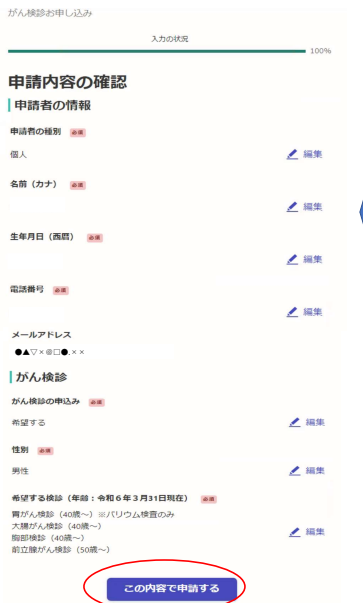 がん検診お申し込み
入力の状況
100%
申請内容の確認
申請者の情報
申請者の種別 必須
個人 編集
名前（カナ） 必須
編集
生年月日（西暦） 必須
編集
電話番号 必須
編集
メールアドレス
●▲▽×◎□●.××
がん検診
がん検診の申込み 必須
希望する 編集
性別 必須
男性 編集
希望する検診（年齢：令和６年３月31日現在） 必須
胃がん検診（40歳～）※バリウム検査のみ
大腸がん検診（40歳～）
胸部検診（40歳～） 編集
前立腺がん検診（50歳～）
この内容で申請する